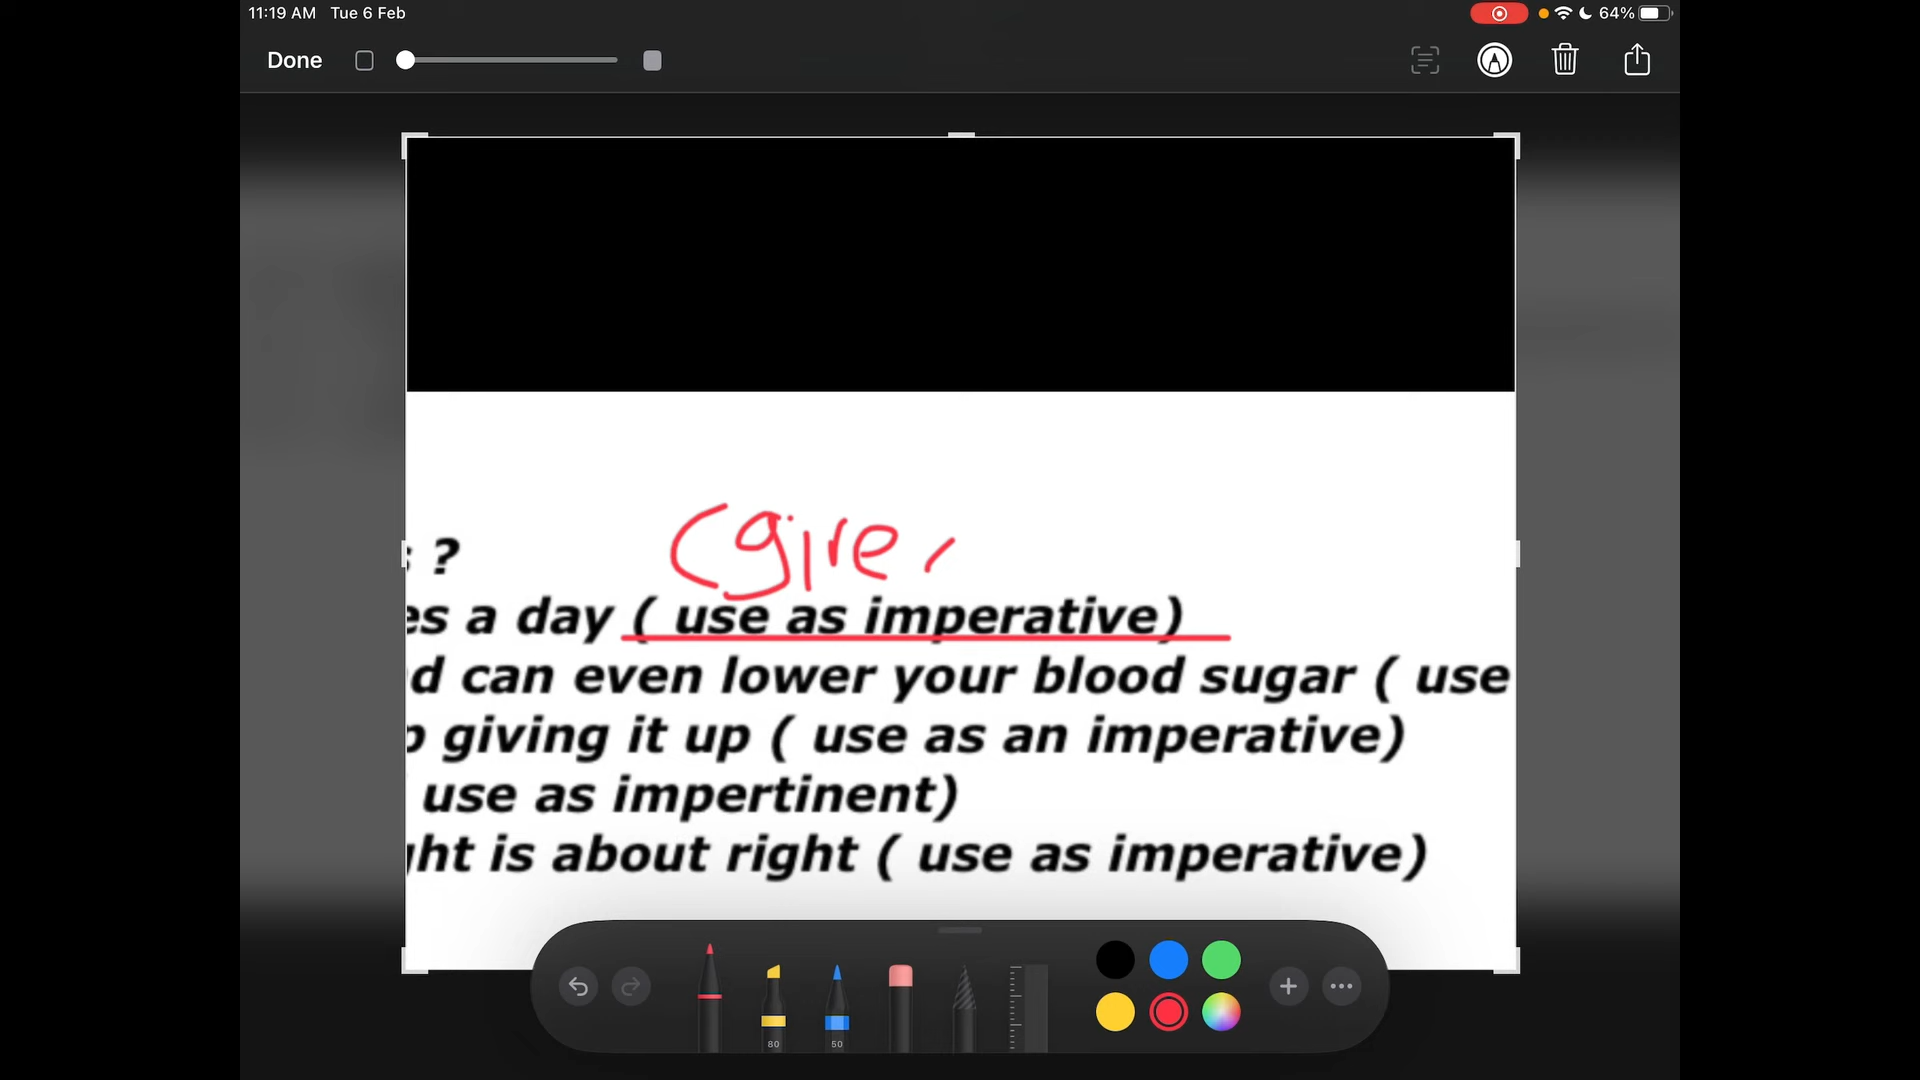 11:19 AM Tue 6 Feb
64%
Done
(give
s ?
es a day ( use as imperative)
d can even lower your blood sugar ( use
giving it up ( use as an imperative)
use as impertinent)
ght is about right ( use as imperative)
80
50